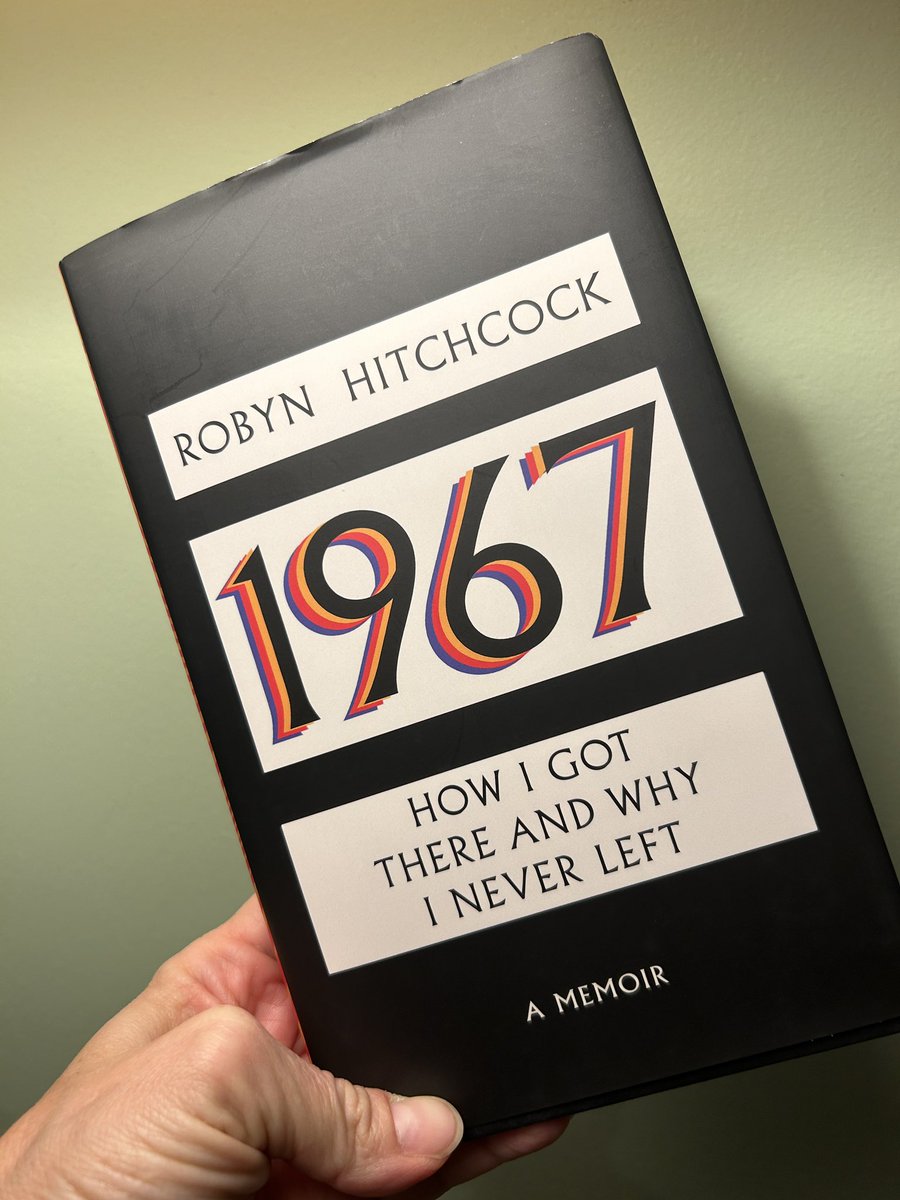 ROBYN HITCHCOCK
1967
HOW I GOT
THERE AND WHY
I NEVER LEFT
A MEMOIR